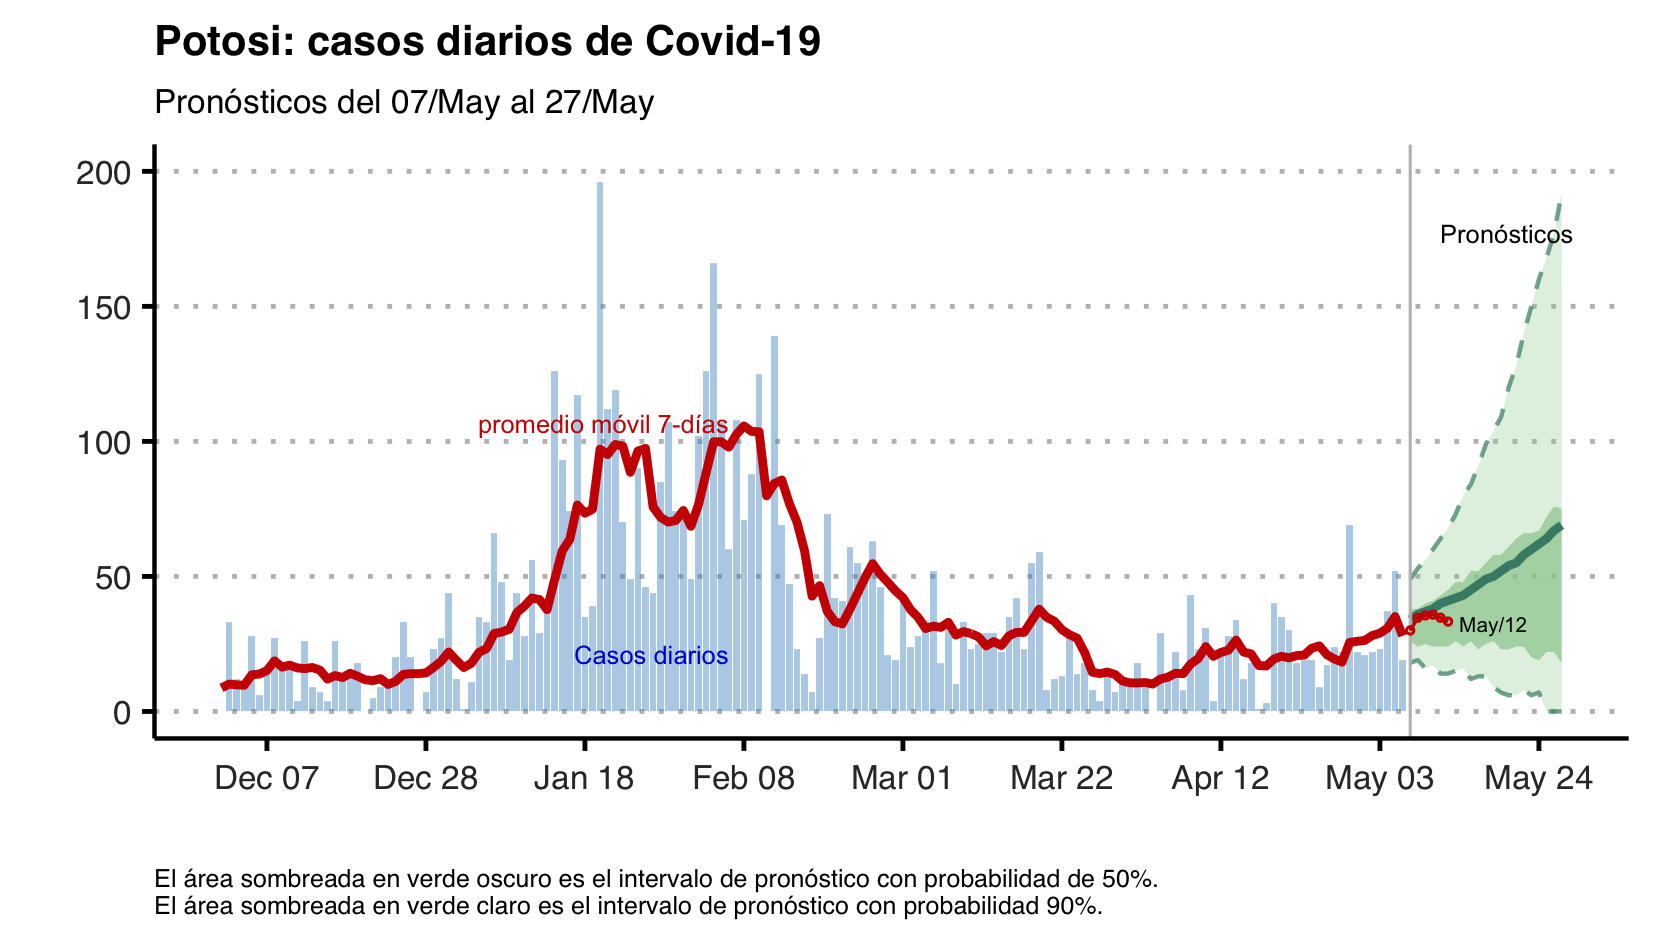 Potosi: casos diarios de Covid-19
Pronósticos del 07/May al 27/May
200
150
100
50
0
Pronósticos
promedio móvil 7-días
May/12
Casos diarios
Dec 07
Dec 28
Jan 18
Feb 08
Mar 01
Mar 22
Apr 12
May 03
May 24
El área sombreada en verde oscuro es el intervalo de pronóstico con probabilidad de 50%.
El área sombreada en verde claro es el intervalo de pronóstico con probabilidad 90%.